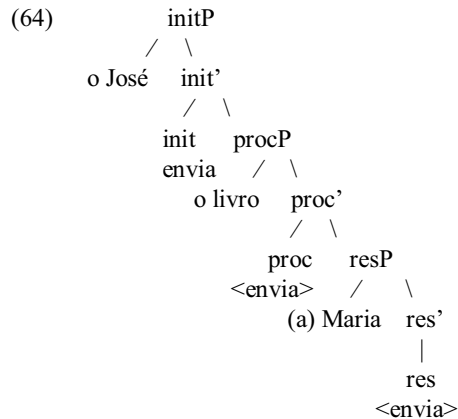 (64) initP
o José init’
init procP
envia
o livro proc’
proc resP
<envia>
(a) Maria res’
res
<envia>